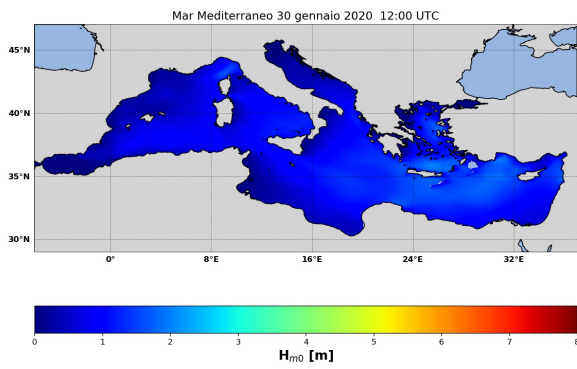 Mar Mediterraneo 30 gennaio 2020 12:00 UTC
45°N
40°N
35°N
30°N
0° 8°E 16°E 24°E 32°E
0 1 2 3 4 5 6 7 8
Hm0 [m]